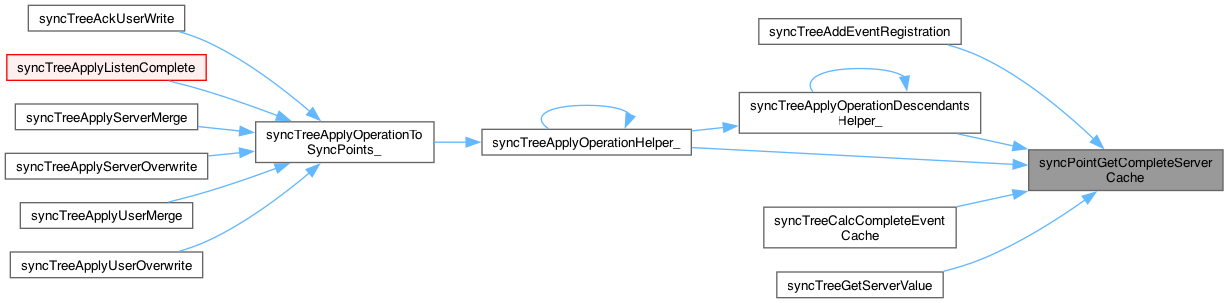 syncTreeAckUserWrite
syncTreeApplyListenComplete
syncTreeApplyServerMerge
syncTreeApplyServerOverwrite
syncTreeApplyUserMerge
syncTreeApplyUserOverwrite
syncTreeApplyOperationTo
SyncPoints_
syncTreeApplyOperationHelper_
syncTreeAddEventRegistration
syncTreeApplyOperationDescendants
Helper_
syncTreeCalcCompleteEvent
Cache
syncTreeGetServerValue
syncPointGetCompleteServer
Cache